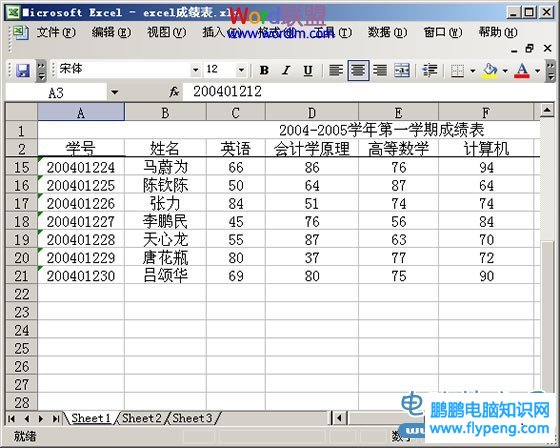 Microsoft Excel - excel成绩表.xls
Word联盟
www.wordlm.com
文件(F) 编辑(E) 视图(V) 插入(I) 格式(O) 工具(T) 数据(D) 窗口(W) 帮助(H)
宋体 12 B I U
A3 fx 200401212
A B C D E F
1 2004-2005学年第一学期成绩表
2 学号 姓名 英语 会计学原理 高等数学 计算机
15 200401224 马蔚为 66 86 76 94
16 200401225 陈钦陈 50 64 87 64
17 200401226 张力 84 51 74 74
18 200401227 李鹏民 45 76 56 84
19 200401228 天心龙 55 87 63 70
20 200401229 唐花瓶 80 37 77 72
21 200401230 吕颂华 69 80 75 90
22
23
24
25
26
27
28
Sheet1 Sheet2 Sheet3
就绪 数字
鹏鹏电脑知识网
www.flypeng.com